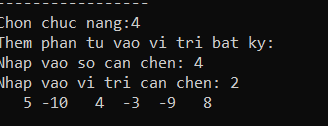 -----------------
Chon chuc nang:4
Them phan tu vao vi tri bat ky:
Nhap vao so can chen: 4
Nhap vao vi tri can chen: 2
   5 -10   4  -3  -9   8